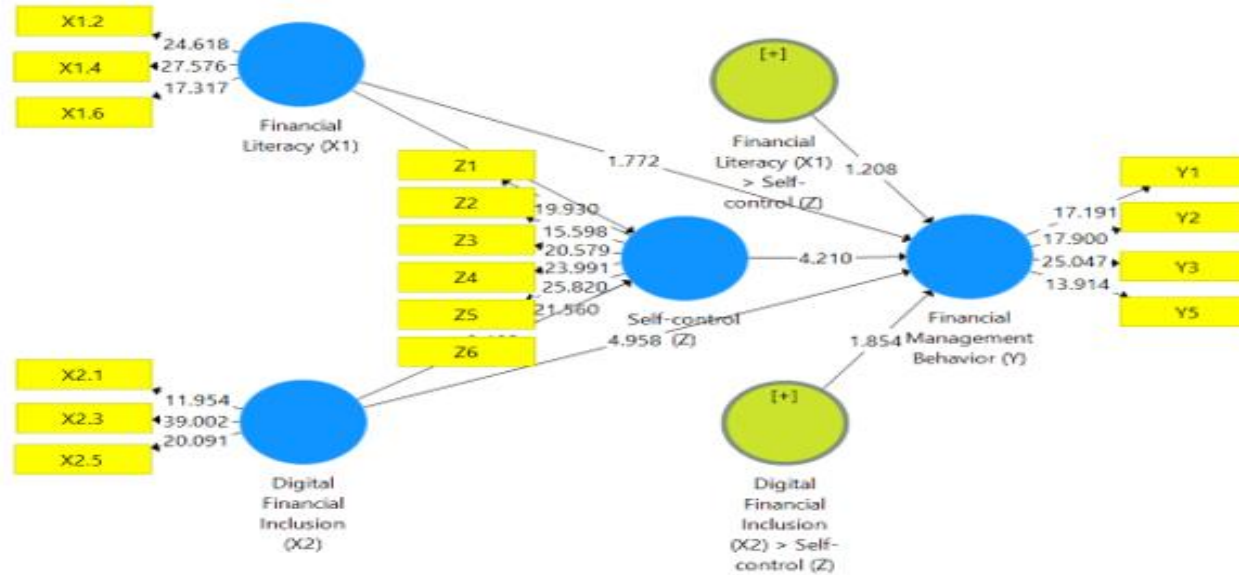 X1.2
X1.4
X1.6
24.618
27.576
17.317
Financial
Literacy (X1)
[+]
Financial
Literacy (X1)
> Self-
control (Z)
1.772
1.208
Z1
Z2
Z3
Z4
Z5
Z6
19.930
15.598
20.579
23.991
25.820
21.560
Self-control
(Z)
4.210
4.958
1.854
Y1
Y2
Y3
Y5
17.191
17.900
25.047
13.914
Financial
Management
Behavior (Y)
X2.1
X2.3
X2.5
11.954
39.002
20.091
Digital
Financial
Inclusion
(X2)
[+]
Digital
Financial
Inclusion
(X2) > Self-
control (Z)